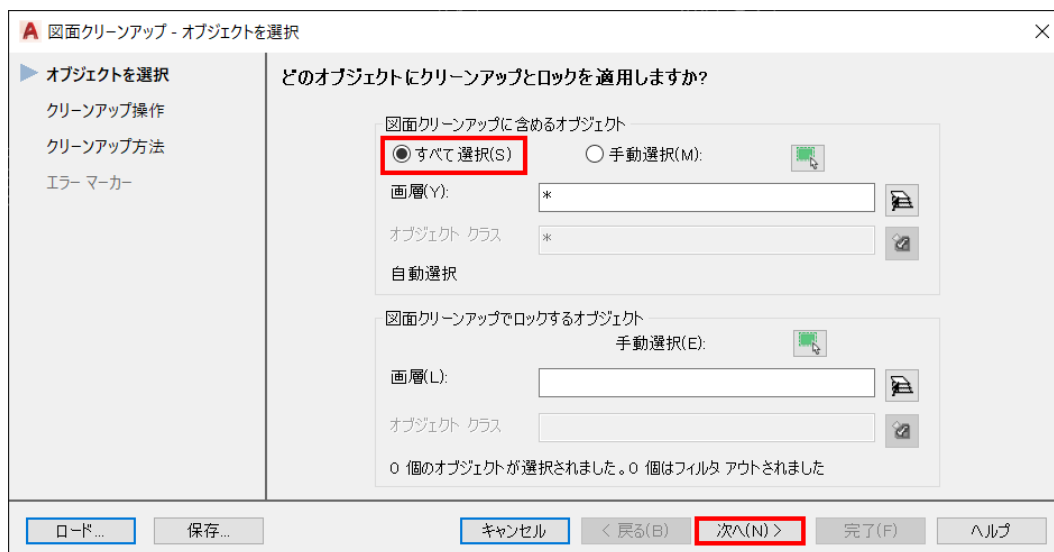 図面クリーンアップ - オブジェクトを選択
オブジェクトを選択
クリーンアップ操作
クリーンアップ方法
エラー マーカー
どのオブジェクトにクリーンアップとロックを適用しますか?
図面クリーンアップに含めるオブジェクト
すべて選択(S) 手動選択(M):
画層(Y): *
オブジェクト クラス *
自動選択
図面クリーンアップでロックするオブジェクト
手動選択(E):
画層(L):
オブジェクト クラス
0 個のオブジェクトが選択されました。0 個はフィルタ アウトされました
ロード... 保存... キャンセル < 戻る(B) 次へ(N) > 完了(F) ヘルプ